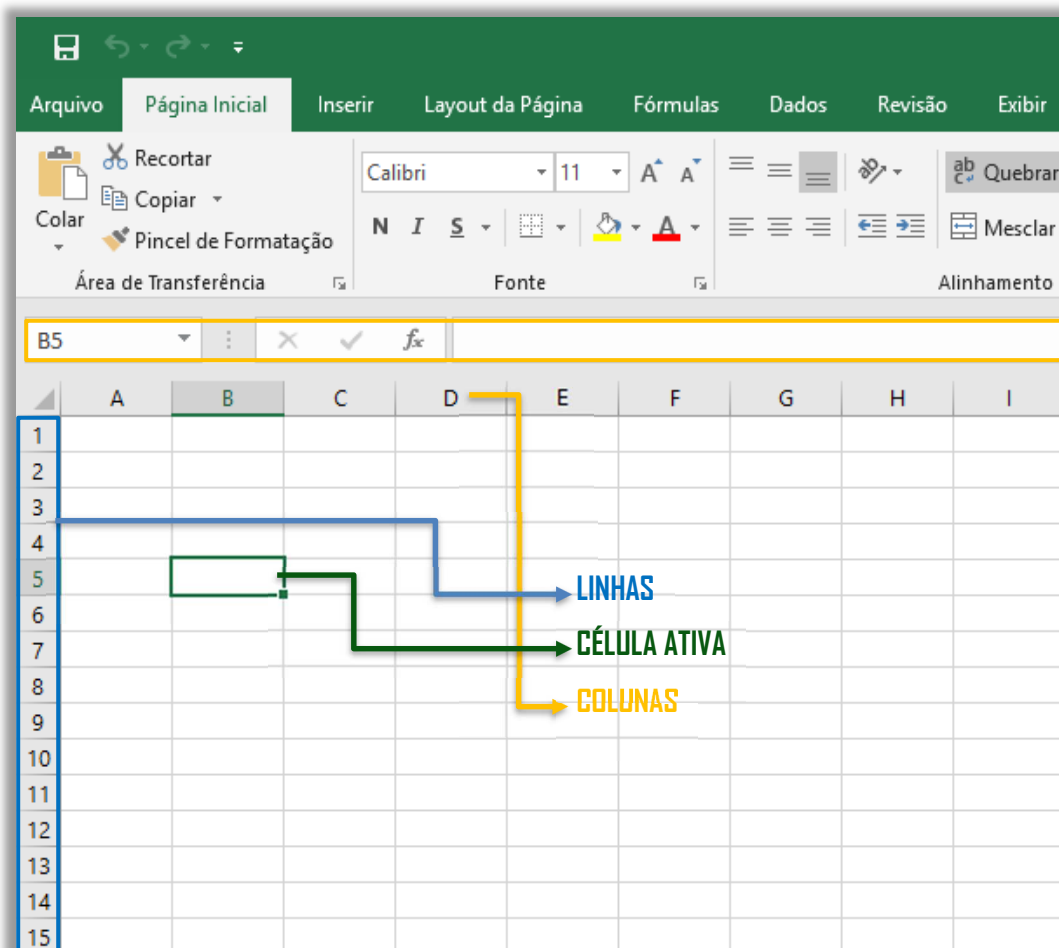 Arquivo Página Inicial Inserir Layout da Página Fórmulas Dados Revisão Exibir
Colar
Recortar
Copiar
Pincel de Formatação
Área de Transferência
Calibri 11 A A
N I S A
Fonte
ab c Quebrar
Mesclar
Alinhamento
B5 fx
A B C D E F G H I
1
2
3
4
5
LINHAS
6
CÉLULA ATIVA
7
8
COLUNAS
9
10
11
12
13
14
15